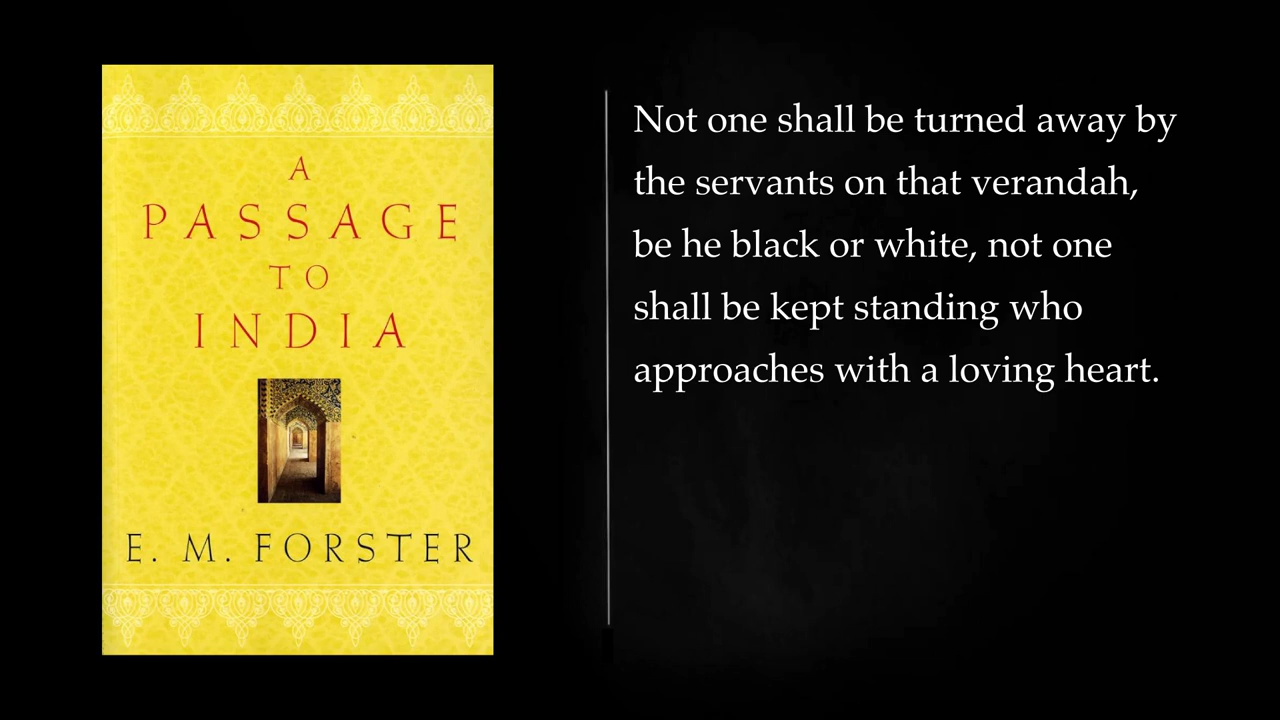 A
PASSAGE
TO
INDIA
E. M. FORSTER
Not one shall be turned away by
the servants on that verandah,
be he black or white, not one
shall be kept standing who
approaches with a loving heart.